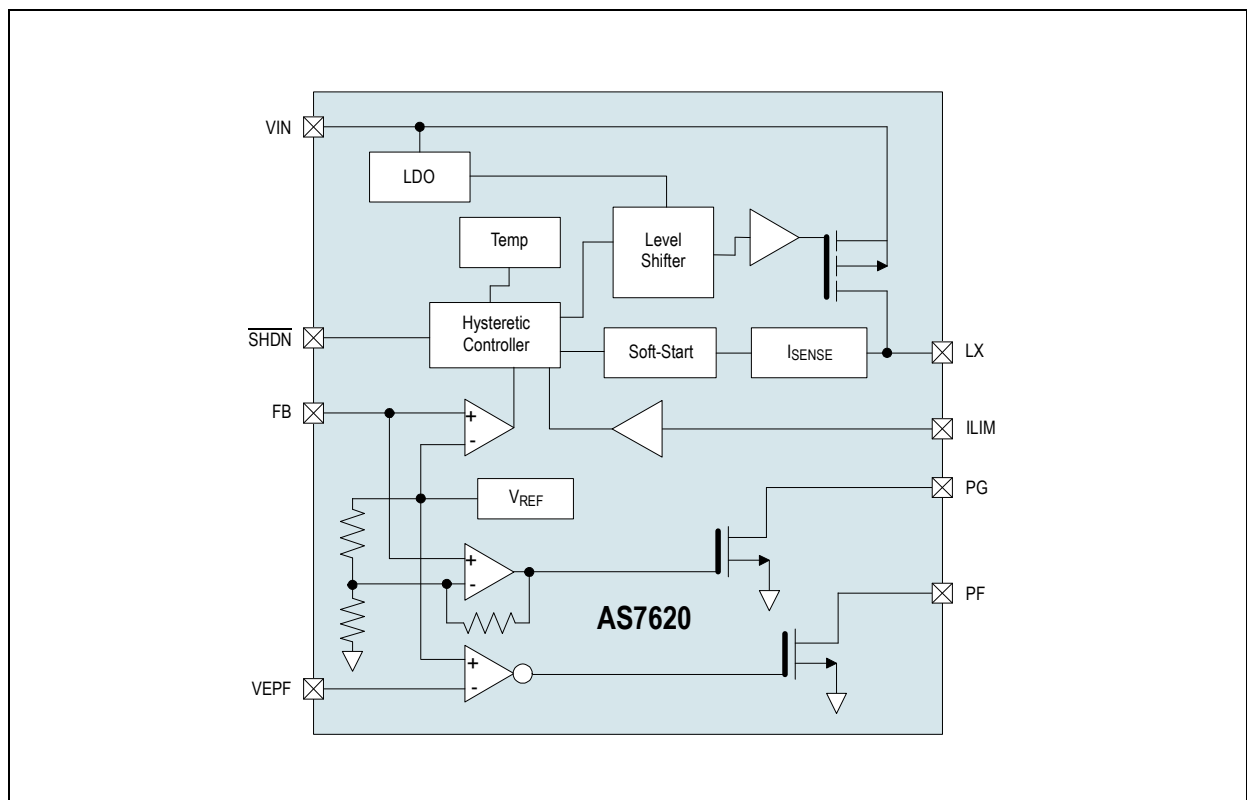 VIN
LDO
Temp
Level
Shifter
SHDN
Hysteretic
Controller
Soft-Start
ISENSE
LX
FB
+
-
ILIM
VREF
PG
+
-
AS7620
PF
+
-
VEPF